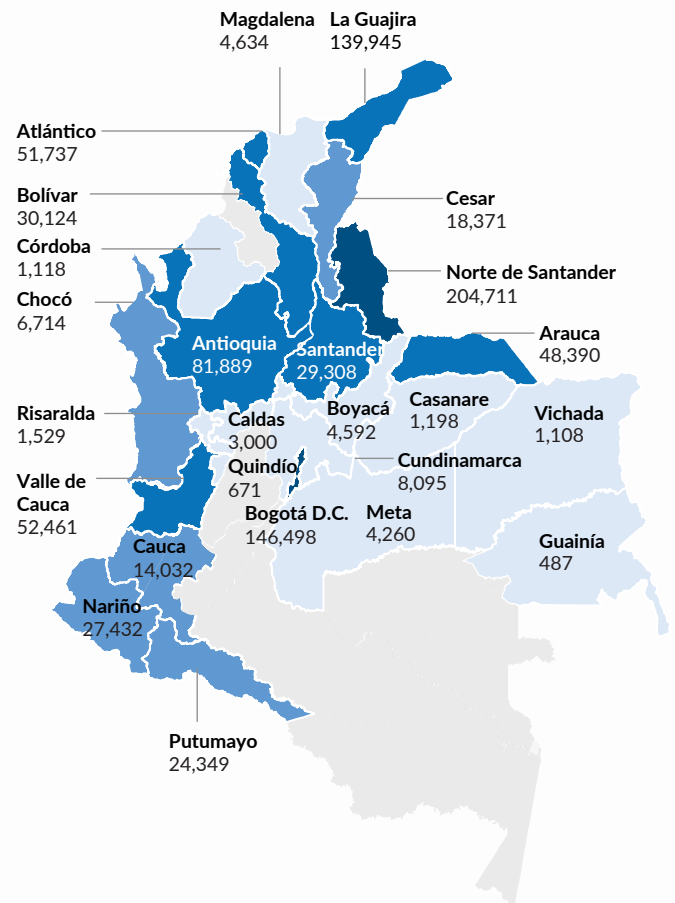 Magdalena
4,634
La Guajira
139,945
Atlántico
51,737
Bolívar
30,124
Cesar
18,371
Córdoba
1,118
Norte de Santander
204,711
Chocó
6,714
Antioquia
81,889
Santander
29,308
Arauca
48,390
Risaralda
1,529
Caldas
3,000
Boyacá
4,592
Casanare
1,198
Vichada
1,108
Valle de
Cauca
52,461
Quindío
671
Cundinamarca
8,095
Bogotá D.C.
146,498
Meta
4,260
Guainía
487
Cauca
14,032
Nariño
27,432
Putumayo
24,349